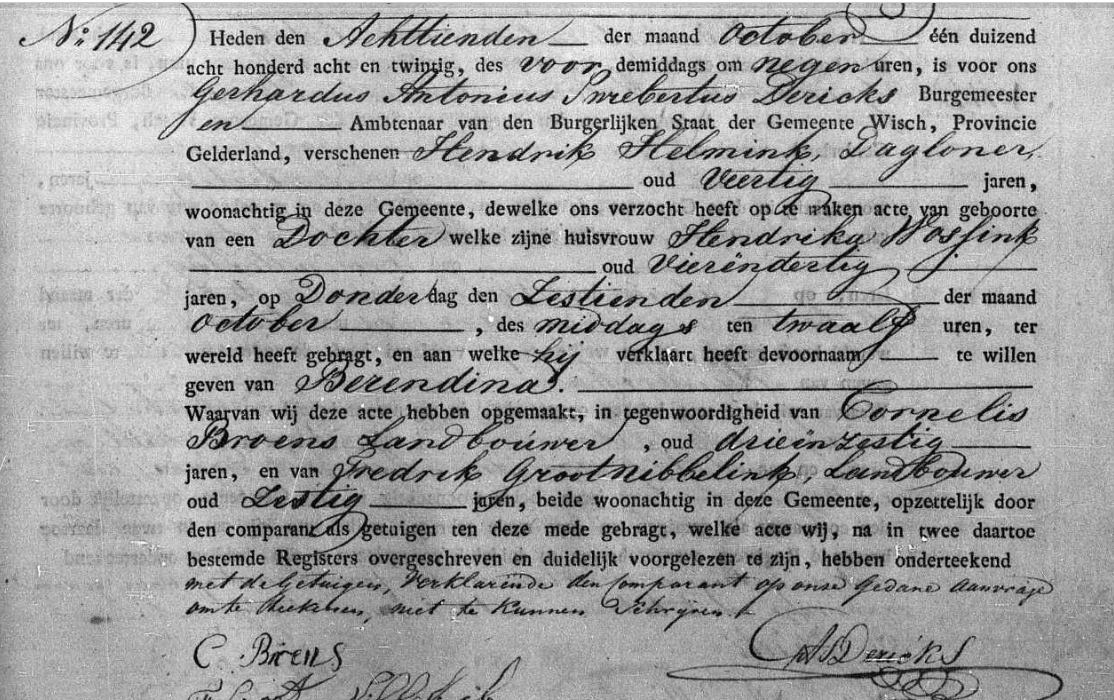 No. 142
Heden den Achttienden der maand October één duizend
acht honderd acht en twintig, des voor demiddags om negen uren, is voor ons
Gerhardus Antonius Swebertus Dericks Burgemeester
en Ambtenaar van den Burgerlijken Staat der Gemeente Wisch, Provincie
Gelderland, verschenen Hendrik Helmink, Dagloner,
oud Veertig jaren,
woonachtig in deze Gemeente, dewelke ons verzocht heeft op te maken acte van geboorte
van een Dochter welke zijne huisvrouw Hendrika Wossink
oud Vierëndertig
jaren, op Donderdag den Zestienden der maand
October, des middags ten twaalf uren, ter
wereld heeft gebragt, en aan welke hij verklaart heeft devoornaam te willen
geven van Berendina.
Waarvan wij deze acte hebben opgemaakt, in tegenwoordigheid van Cornelis
Broens Landbouwer, oud drieënzestig
jaren, en van Fredrik GrootNibbelink, Landbouwer
oud Zestig jaren, beide woonachtig in deze Gemeente, opzettelijk door
den comparant als getuigen ten deze mede gebragt, welke acte wij, na in twee daartoe
bestemde Registers overgeschreven en duidelijk voorgelezen te zijn, hebben onderteekend
met de Getuigen, Verklarende den Comparant op onse gedane aanvrage
om te tekenen, niet te kunnen Schrijven
C Broens
Dericks